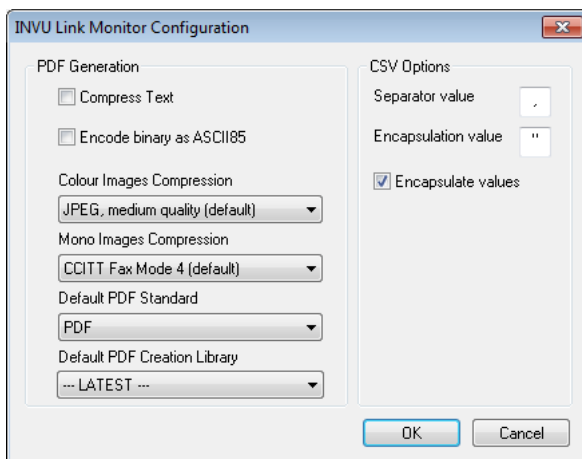 INVU Link Monitor Configuration
PDF Generation
Compress Text
Encode binary as ASCII85
Colour Images Compression
JPEG, medium quality (default)
Mono Images Compression
CCITT Fax Mode 4 (default)
Default PDF Standard
PDF
Default PDF Creation Library
--- LATEST ---
CSV Options
Separator value ,
Encapsulation value "
Encapsulate values
OK Cancel